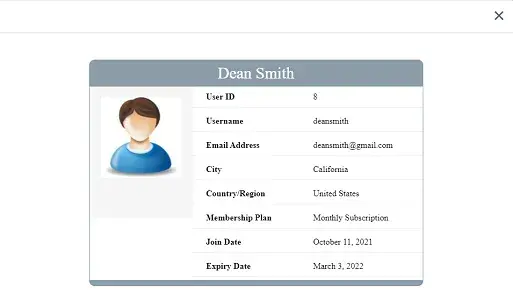 Dean Smith
User ID 8
Username deansmith
Email Address deansmith@gmail.com
City California
Country/Region United States
Membership Plan Monthly Subscription
Join Date October 11, 2021
Expiry Date March 3, 2022